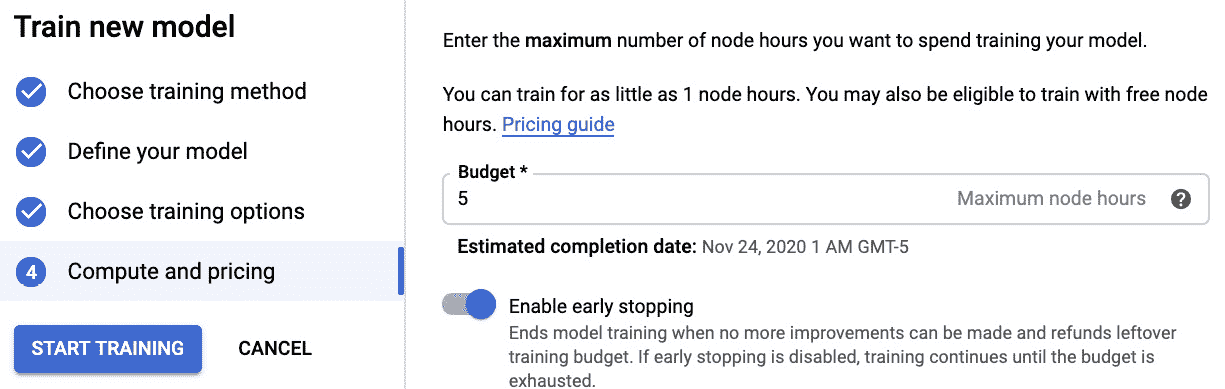 Train new model
Choose training method
Define your model
Choose training options
4 Compute and pricing
START TRAINING CANCEL
Enter the maximum number of node hours you want to spend training your model.
You can train for as little as 1 node hours. You may also be eligible to train with free node
hours. Pricing guide
Budget *
5 Maximum node hours ?
Estimated completion date: Nov 24, 2020 1 AM GMT-5
Enable early stopping
Ends model training when no more improvements can be made and refunds leftover
training budget. If early stopping is disabled, training continues until the budget is
exhausted.